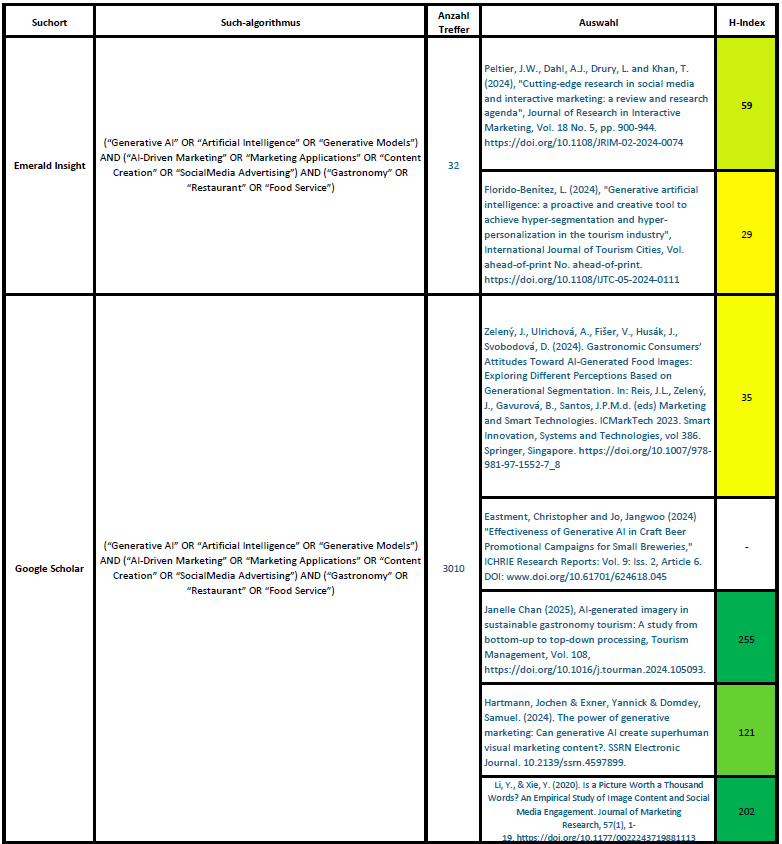 Suchort
Such-algorithmus
Anzahl
Treffer
Auswahl
H-Index
Emerald Insight
(“Generative AI” OR “Artificial Intelligence” OR “Generative Models”)
AND (“AI-Driven Marketing” OR “Marketing Applications” OR “Content
Creation” OR “SocialMedia Advertising”) AND (“Gastronomy” OR
“Restaurant” OR “Food Service”)
32
Peltier, J.W., Dahl, A.J., Drury, L. and Khan, T.
(2024), "Cutting-edge research in social media
and interactive marketing: a review and research
agenda", Journal of Research in Interactive
Marketing, Vol. 18 No. 5, pp. 900-944.
https://doi.org/10.1108/JRIM-02-2024-0074
59
Florido-Benítez, L. (2024), "Generative artificial
intelligence: a proactive and creative tool to
achieve hyper-segmentation and hyper-
personalization in the tourism industry",
International Journal of Tourism Cities, Vol.
ahead-of-print No. ahead-of-print.
https://doi.org/10.1108/IJTC-05-2024-0111
29
Google Scholar
(“Generative AI” OR “Artificial Intelligence” OR “Generative Models”)
AND (“AI-Driven Marketing” OR “Marketing Applications” OR “Content
Creation” OR “SocialMedia Advertising”) AND (“Gastronomy” OR
“Restaurant” OR “Food Service”)
3010
Zelený, J., Ulrichová, A., Fišer, V., Husák, J.,
Svobodová, D. (2024). Gastronomic Consumers’
Attitudes Toward AI-Generated Food Images:
Exploring Different Perceptions Based on
Generational Segmentation. In: Reis, J.L., Zelený,
J., Gavurová, B., Santos, J.P.M.d. (eds) Marketing
and Smart Technologies. ICMarkTech 2023. Smart
Innovation, Systems and Technologies, vol 386.
Springer, Singapore. https://doi.org/10.1007/978-
981-97-1552-7_8
35
Eastment, Christopher and Jo, Jangwoo (2024)
"Effectiveness of Generative AI in Craft Beer
Promotional Campaigns for Small Breweries,"
ICHRIE Research Reports: Vol. 9: Iss. 2, Article 6.
DOI: www.doi.org/10.61701/624618.045
-
Janelle Chan (2025), AI-generated imagery in
sustainable gastronomy tourism: A study from
bottom-up to top-down processing, Tourism
Management, Vol. 108,
https://doi.org/10.1016/j.tourman.2024.105093.
255
Hartmann, Jochen & Exner, Yannick & Domdey,
Samuel. (2024). The power of generative
marketing: Can generative AI create superhuman
visual marketing content?. SSRN Electronic
Journal. 10.2139/ssrn.4597899.
121
Li, Y., & Xie, Y. (2020). Is a Picture Worth a Thousand
Words? An Empirical Study of Image Content and Social
Media Engagement. Journal of Marketing
Research, 57(1), 1-
19. https://doi.org/10.1177/0022243719881113
202